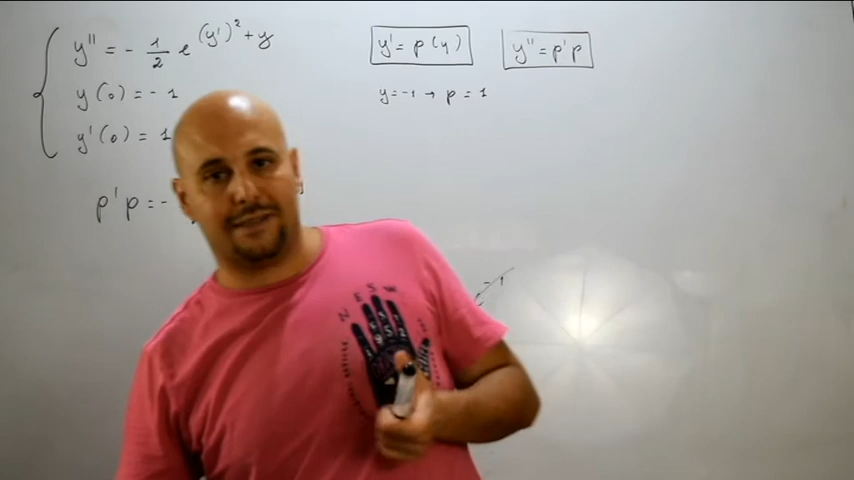 y'' = - 1/2 e^((y')^2 + y)
y(0) = -1
y'(0) = 1
p'p = -
y' = p(y)
y'' = p'p
y=-1 → p = 1
N E S W